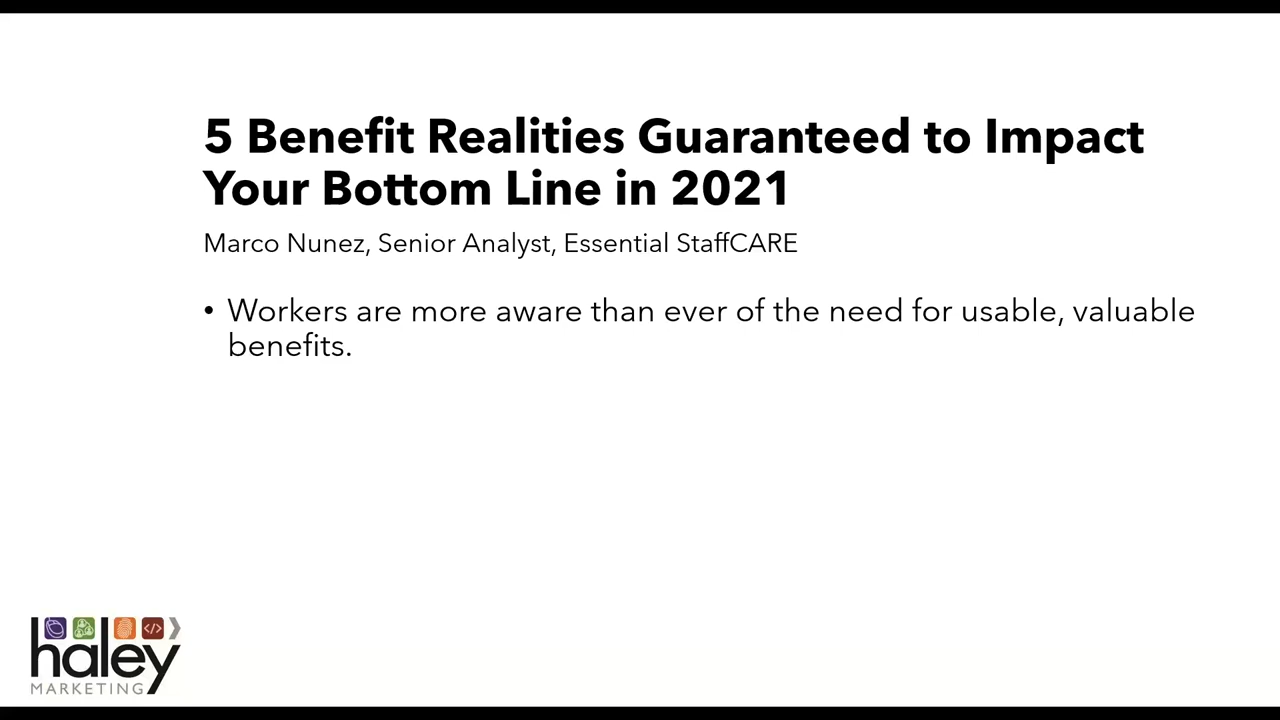 5 Benefit Realities Guaranteed to Impact
Your Bottom Line in 2021
Marco Nunez, Senior Analyst, Essential StaffCARE
• Workers are more aware than ever of the need for usable, valuable
benefits.
</>
haley
MARKETING